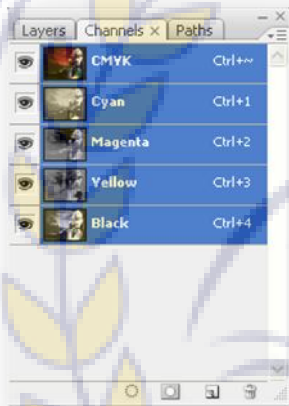 Layers Channels × Paths
CMYK Ctrl+~
Cyan Ctrl+1
Magenta Ctrl+2
Yellow Ctrl+3
Black Ctrl+4